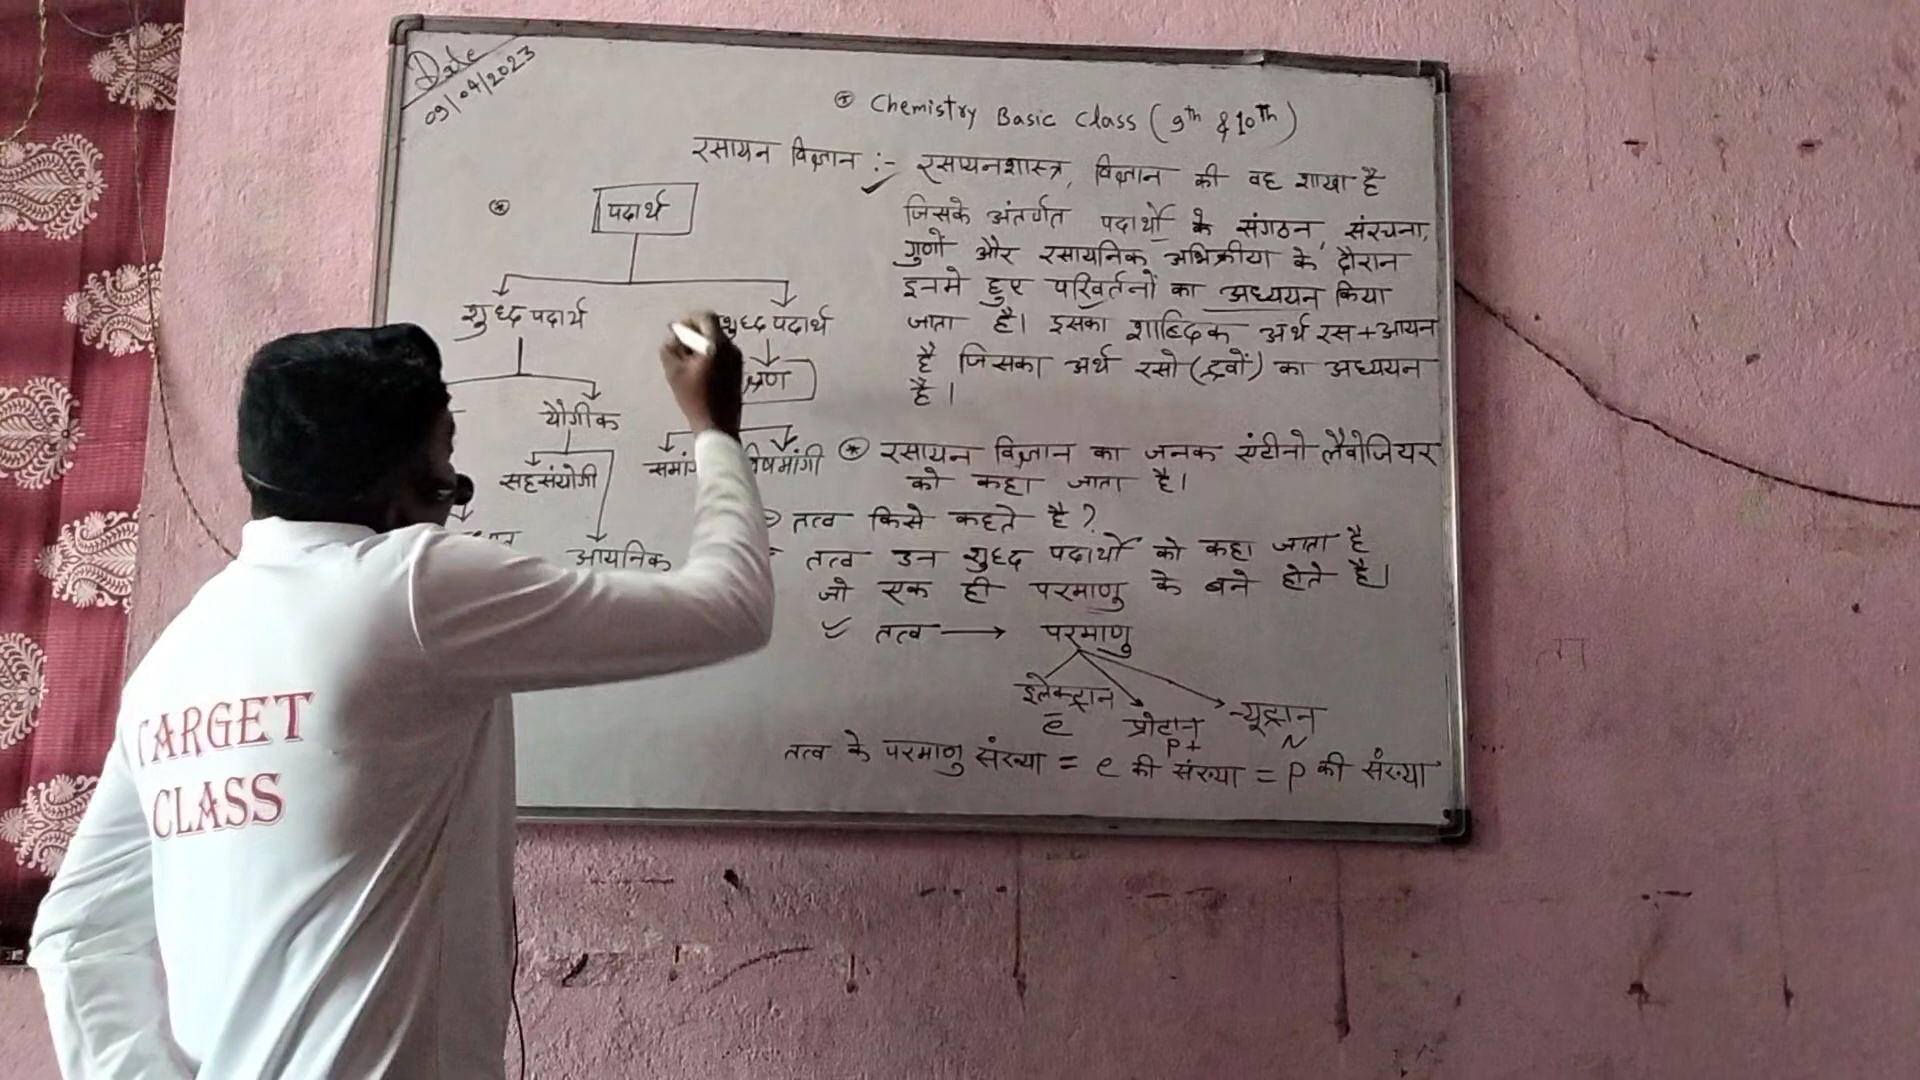 Date
09/04/2023
Chemistry Basic Class (9th & 10th)
रसायन विज्ञान :- रसायनशास्त्र, विज्ञान की वह शाखा है
जिसके अंतर्गत पदार्थो के संगठन, संरचना,
गुणों और रसायनिक अभिक्रीया के दौरान
इनमे हुए परिवर्तनों का अध्ययन किया
जाता है। इसका शाब्दिक अर्थ रस+आयन
है जिसका अर्थ रसो (द्रवों) का अध्ययन
है।
पदार्थ
शुध्द पदार्थ
शुध्द पदार्थ
यौगीक
सहसंयोगी
आयनिक
रसायन विज्ञान का जनक एंटीनो लैवोजियर
को कहा जाता है।
तत्व किसे कहते है?
तत्व उन शुध्द पदार्थो को कहा जाता है
जो एक ही परमाणु के बने होते है।
तत्व → परमाणु
इलेक्ट्रान
प्रोटान
न्यूट्रान
e
P+
N
तत्व के परमाणु संख्या = e की संख्या = p की संख्या
TARGET
CLASS